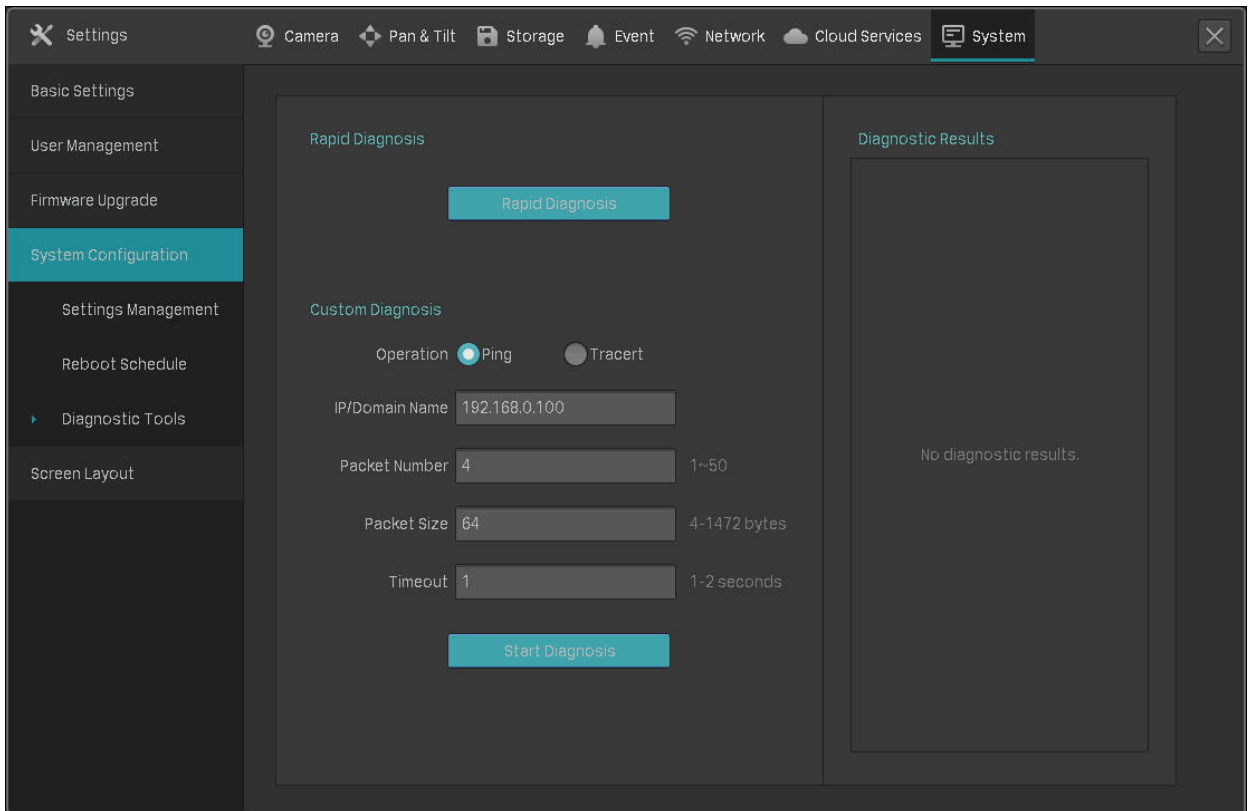 Settings
Camera Pan & Tilt Storage Event Network Cloud Services System
Basic Settings
User Management
Firmware Upgrade
System Configuration
Settings Management
Reboot Schedule
Diagnostic Tools
Screen Layout
Rapid Diagnosis
Rapid Diagnosis
Custom Diagnosis
Operation Ping Tracert
IP/Domain Name 192.168.0.100
Packet Number 4 1~50
Packet Size 64 4-1472 bytes
Timeout 1 1-2 seconds
Start Diagnosis
Diagnostic Results
No diagnostic results.